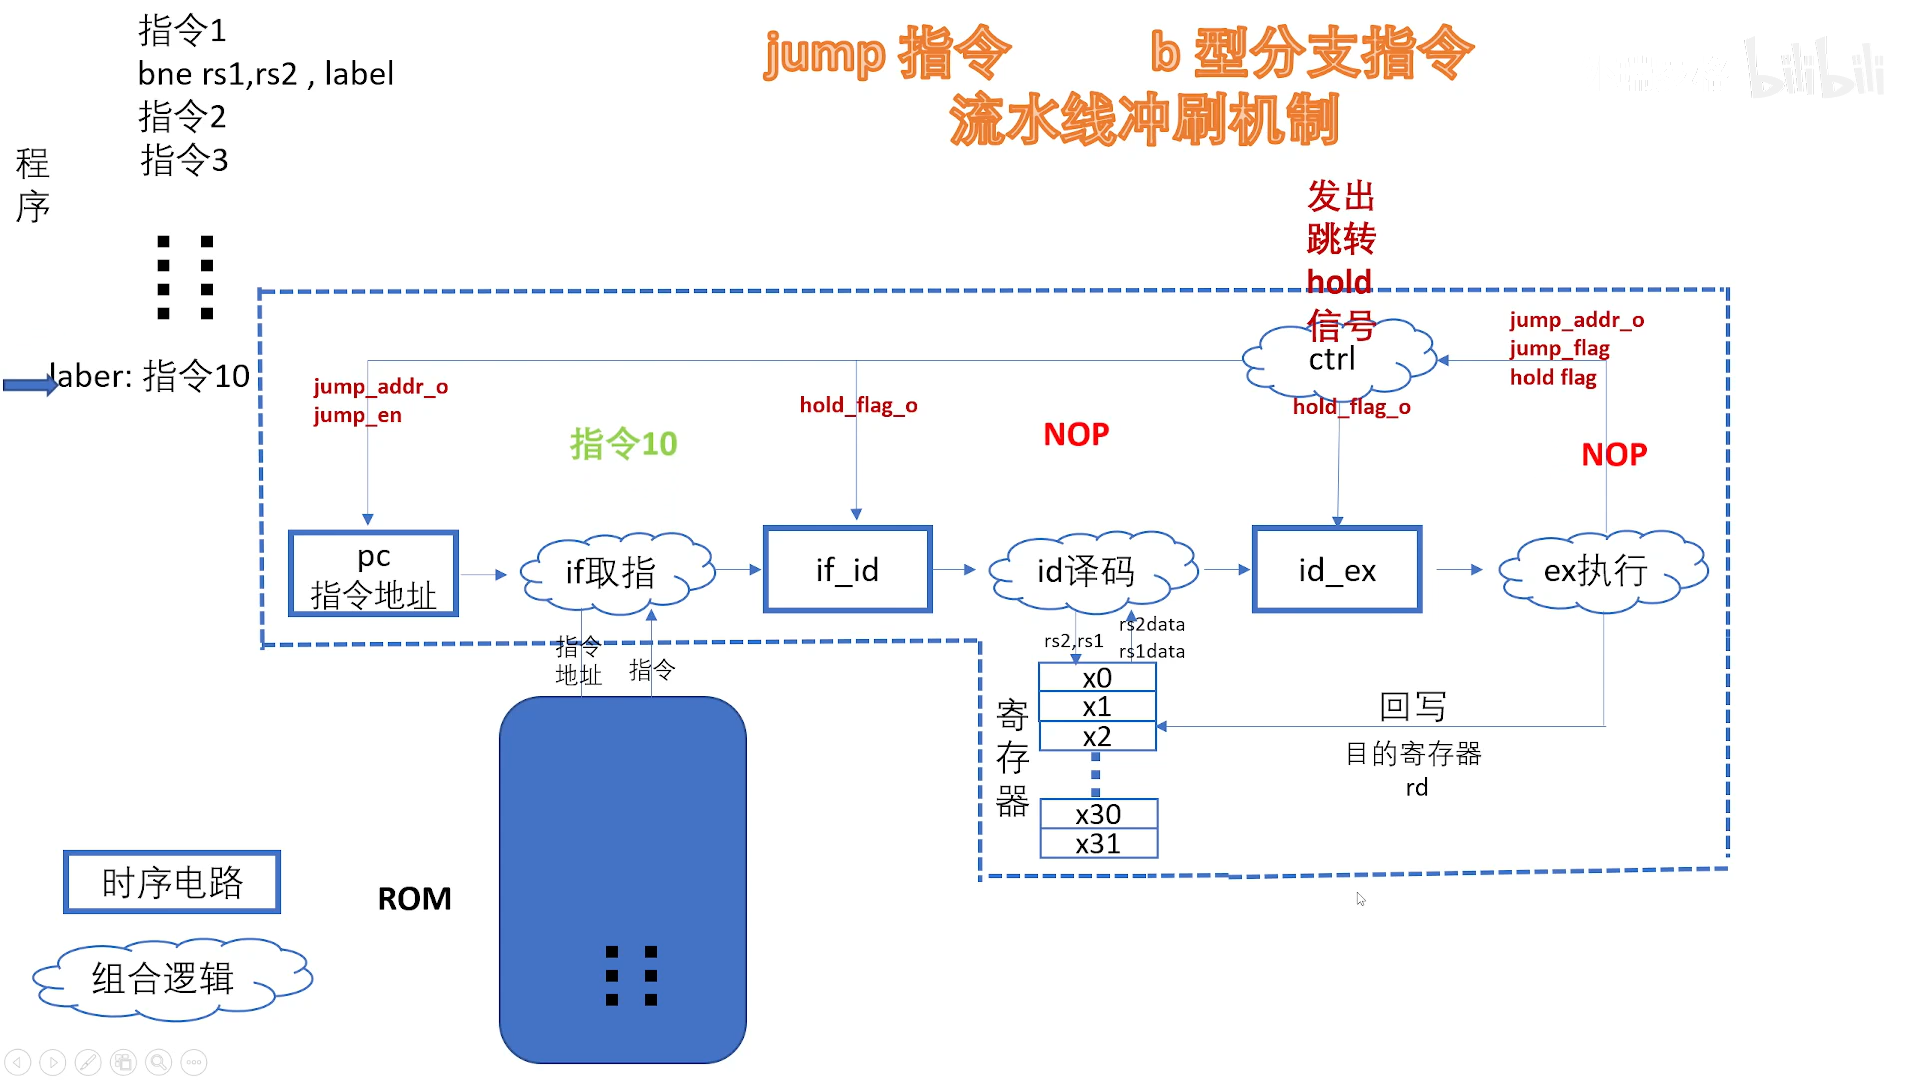 指令1
bne rs1,rs2 , label
指令2
指令3
程
序
laber: 指令10
jump 指令
b 型分支指令
流水线冲刷机制
bilibili
发出
跳转
hold
信号
ctrl
jump_addr_o
jump_flag
hold flag
jump_addr_o
jump_en
hold_flag_o
hold_flag_o
指令10
NOP
NOP
pc
指令地址
if取指
if_id
id译码
id_ex
ex执行
指令
地址
指令
rs2,rs1
rs2data
rs1data
寄
存
器
x0
x1
x2
x30
x31
回写
目的寄存器
rd
时序电路
组合逻辑
ROM